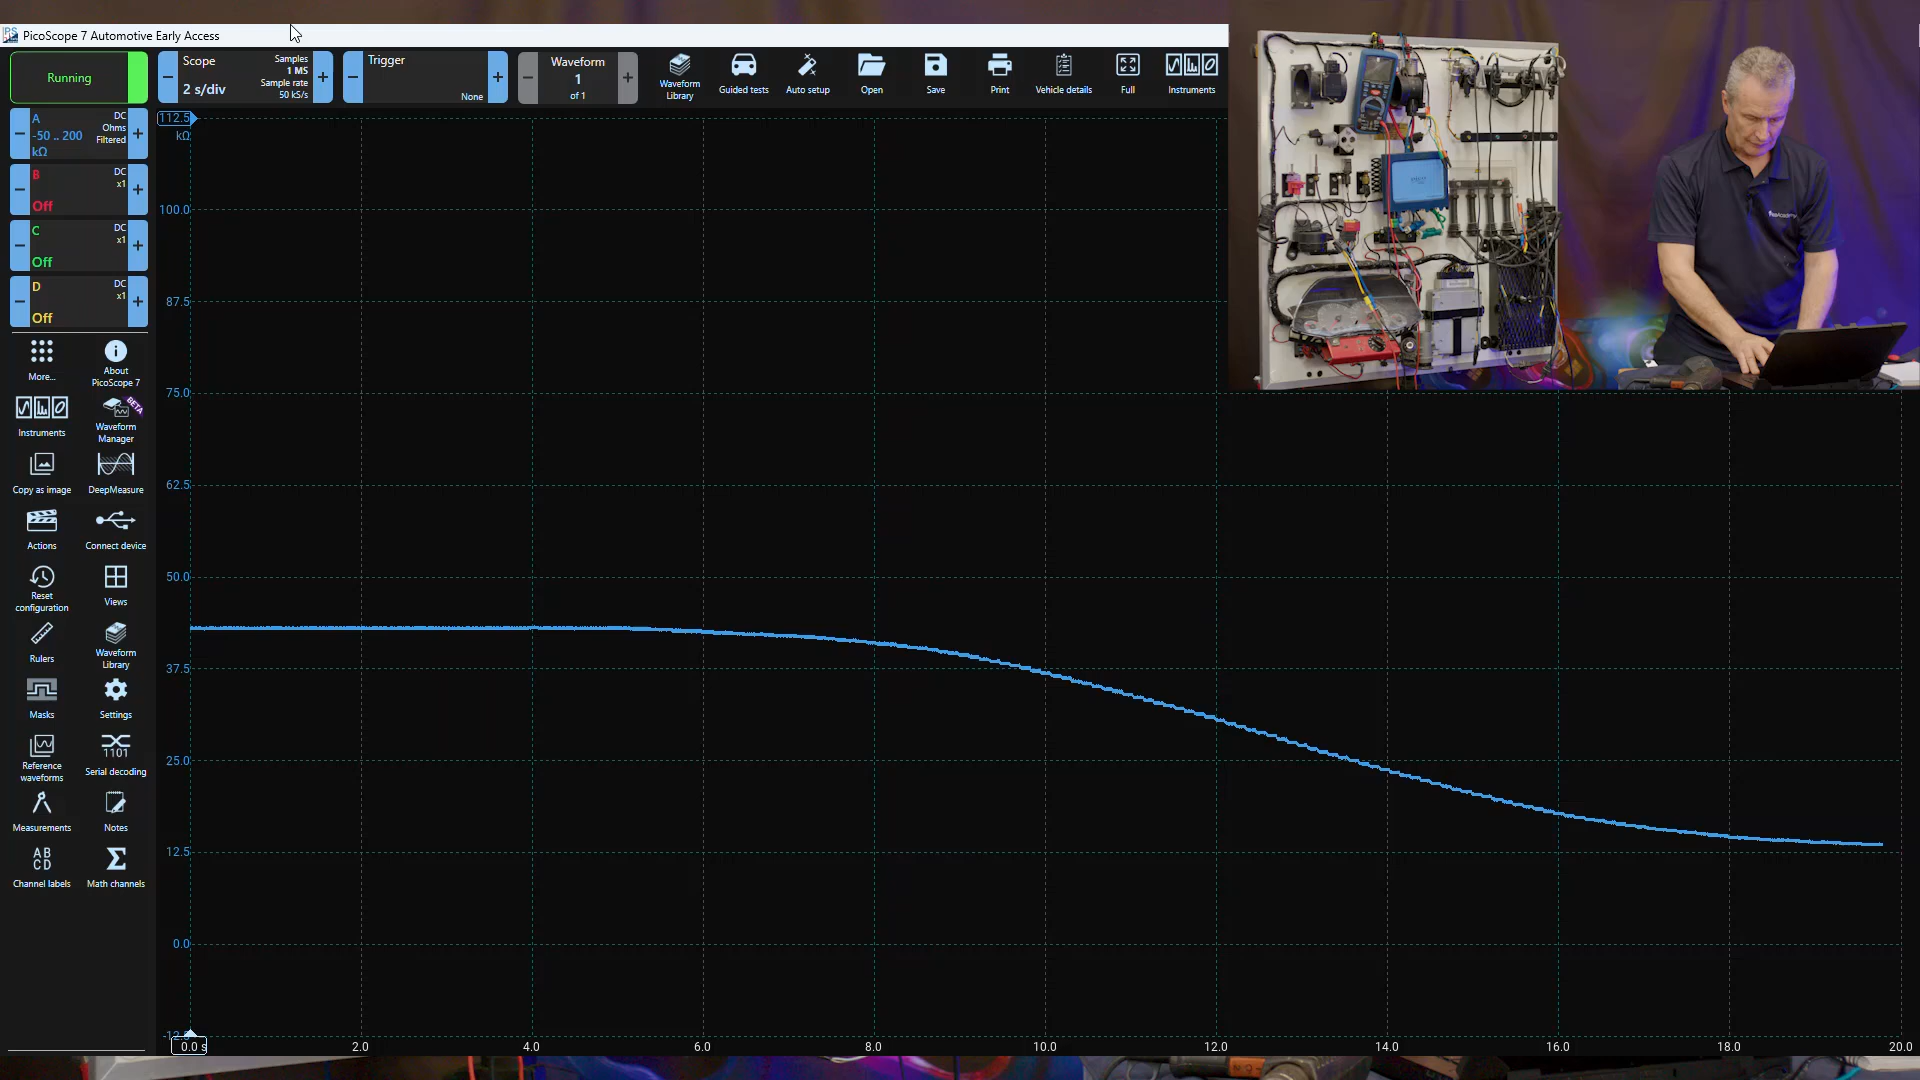 PicoScope 7 Automotive Early Access
Running
Scope
2 s/div
Samples
1 MS
Sample rate
50 kS/s
Trigger
None
Waveform
1
of 1
Waveform
Library
Guided tests
Auto setup
Open
Save
Print
Vehicle details
Full
Instruments
A
-50 .. 200
kΩ
DC
Ohms
Filtered
B
Off
DC
x1
C
Off
DC
x1
D
Off
DC
x1
More...
About
PicoScope 7
Instruments
BETA
Waveform
Manager
Copy as image
DeepMeasure
Actions
Connect device
Reset
configuration
Views
Rulers
Waveform
Library
Masks
Settings
Reference
waveforms
1101
Serial decoding
Measurements
Notes
AB
CD
Channel labels
Math channels
112.5
kΩ
100.0
87.5
75.0
62.5
50.0
37.5
25.0
12.5
0.0
-12.5
0.0 s
2.0
4.0
6.0
8.0
10.0
12.0
14.0
16.0
18.0
20.0